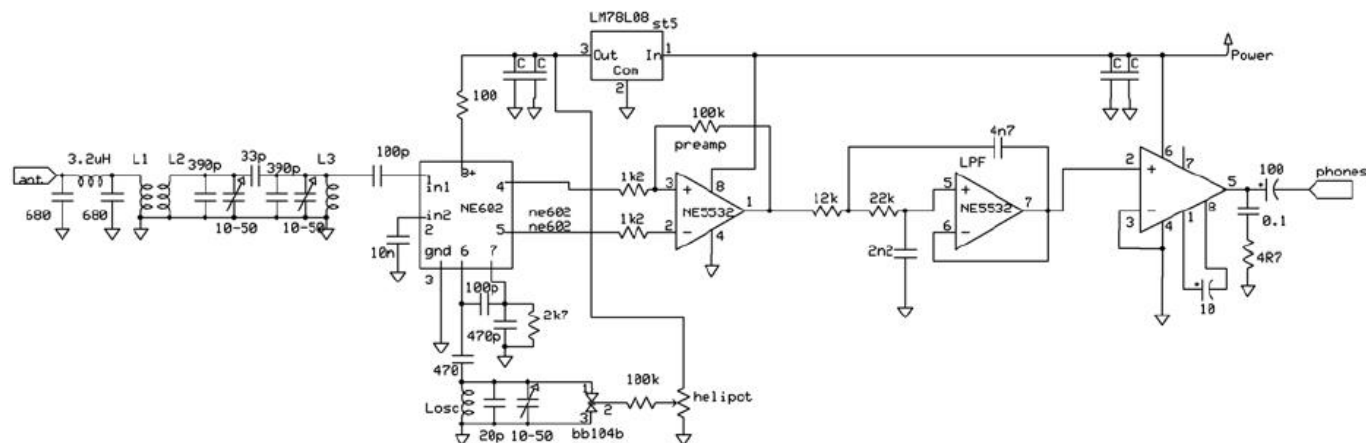 LM78L08
st5
3 Out In 1
Com
2
C C
C C
Power
100
100k
preamp
4n7
LPF
3.2uH L1 L2 390p 33p 390p L3 100p
ant.
680 680
10-50 10-50
8+
in1
in2
2
NE602
gnd 6 7
3
4
5
10n
ne602
ne602
1k2
1k2
3
2
8
NE5532
1
4
12k 22k
2n2
5
6
NE5532
7
2
3
6
7
4
1
8
5
100
phones
0.1
4R7
10
100p
470p
2k7
470
Losc
20p 10-50
1
3
2
bb104b
100k
helipot